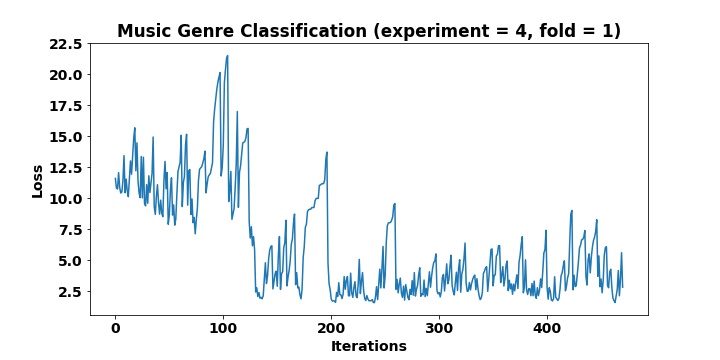 Music Genre Classification (experiment = 4, fold = 1)
22.5
20.0
17.5
15.0
12.5
10.0
7.5
5.0
2.5
Loss
0 100 200 300 400
Iterations